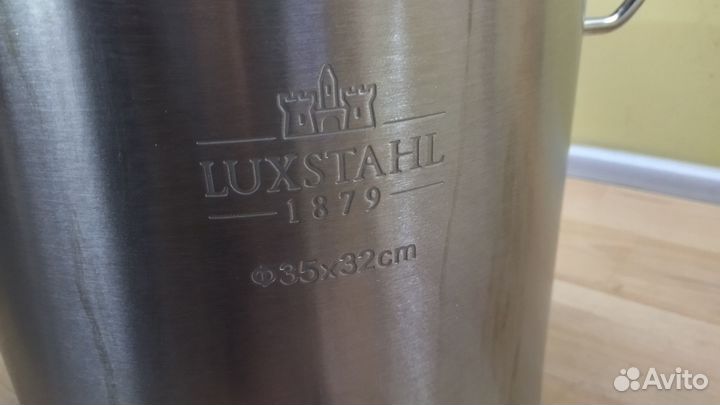 LUXSTAHL
1879
Φ35x32cm
Avito